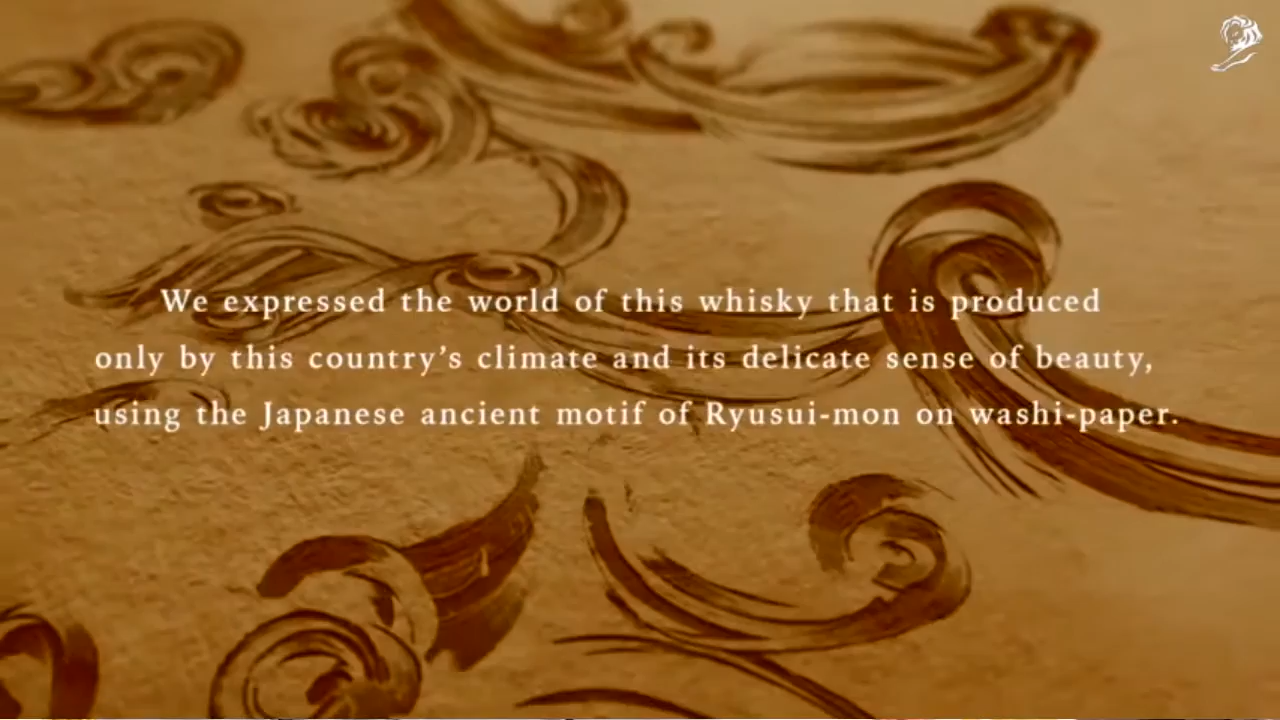 We expressed the world of this whisky that is produced
only by this country’s climate and its delicate sense of beauty,
using the Japanese ancient motif of Ryusui-mon on washi-paper.